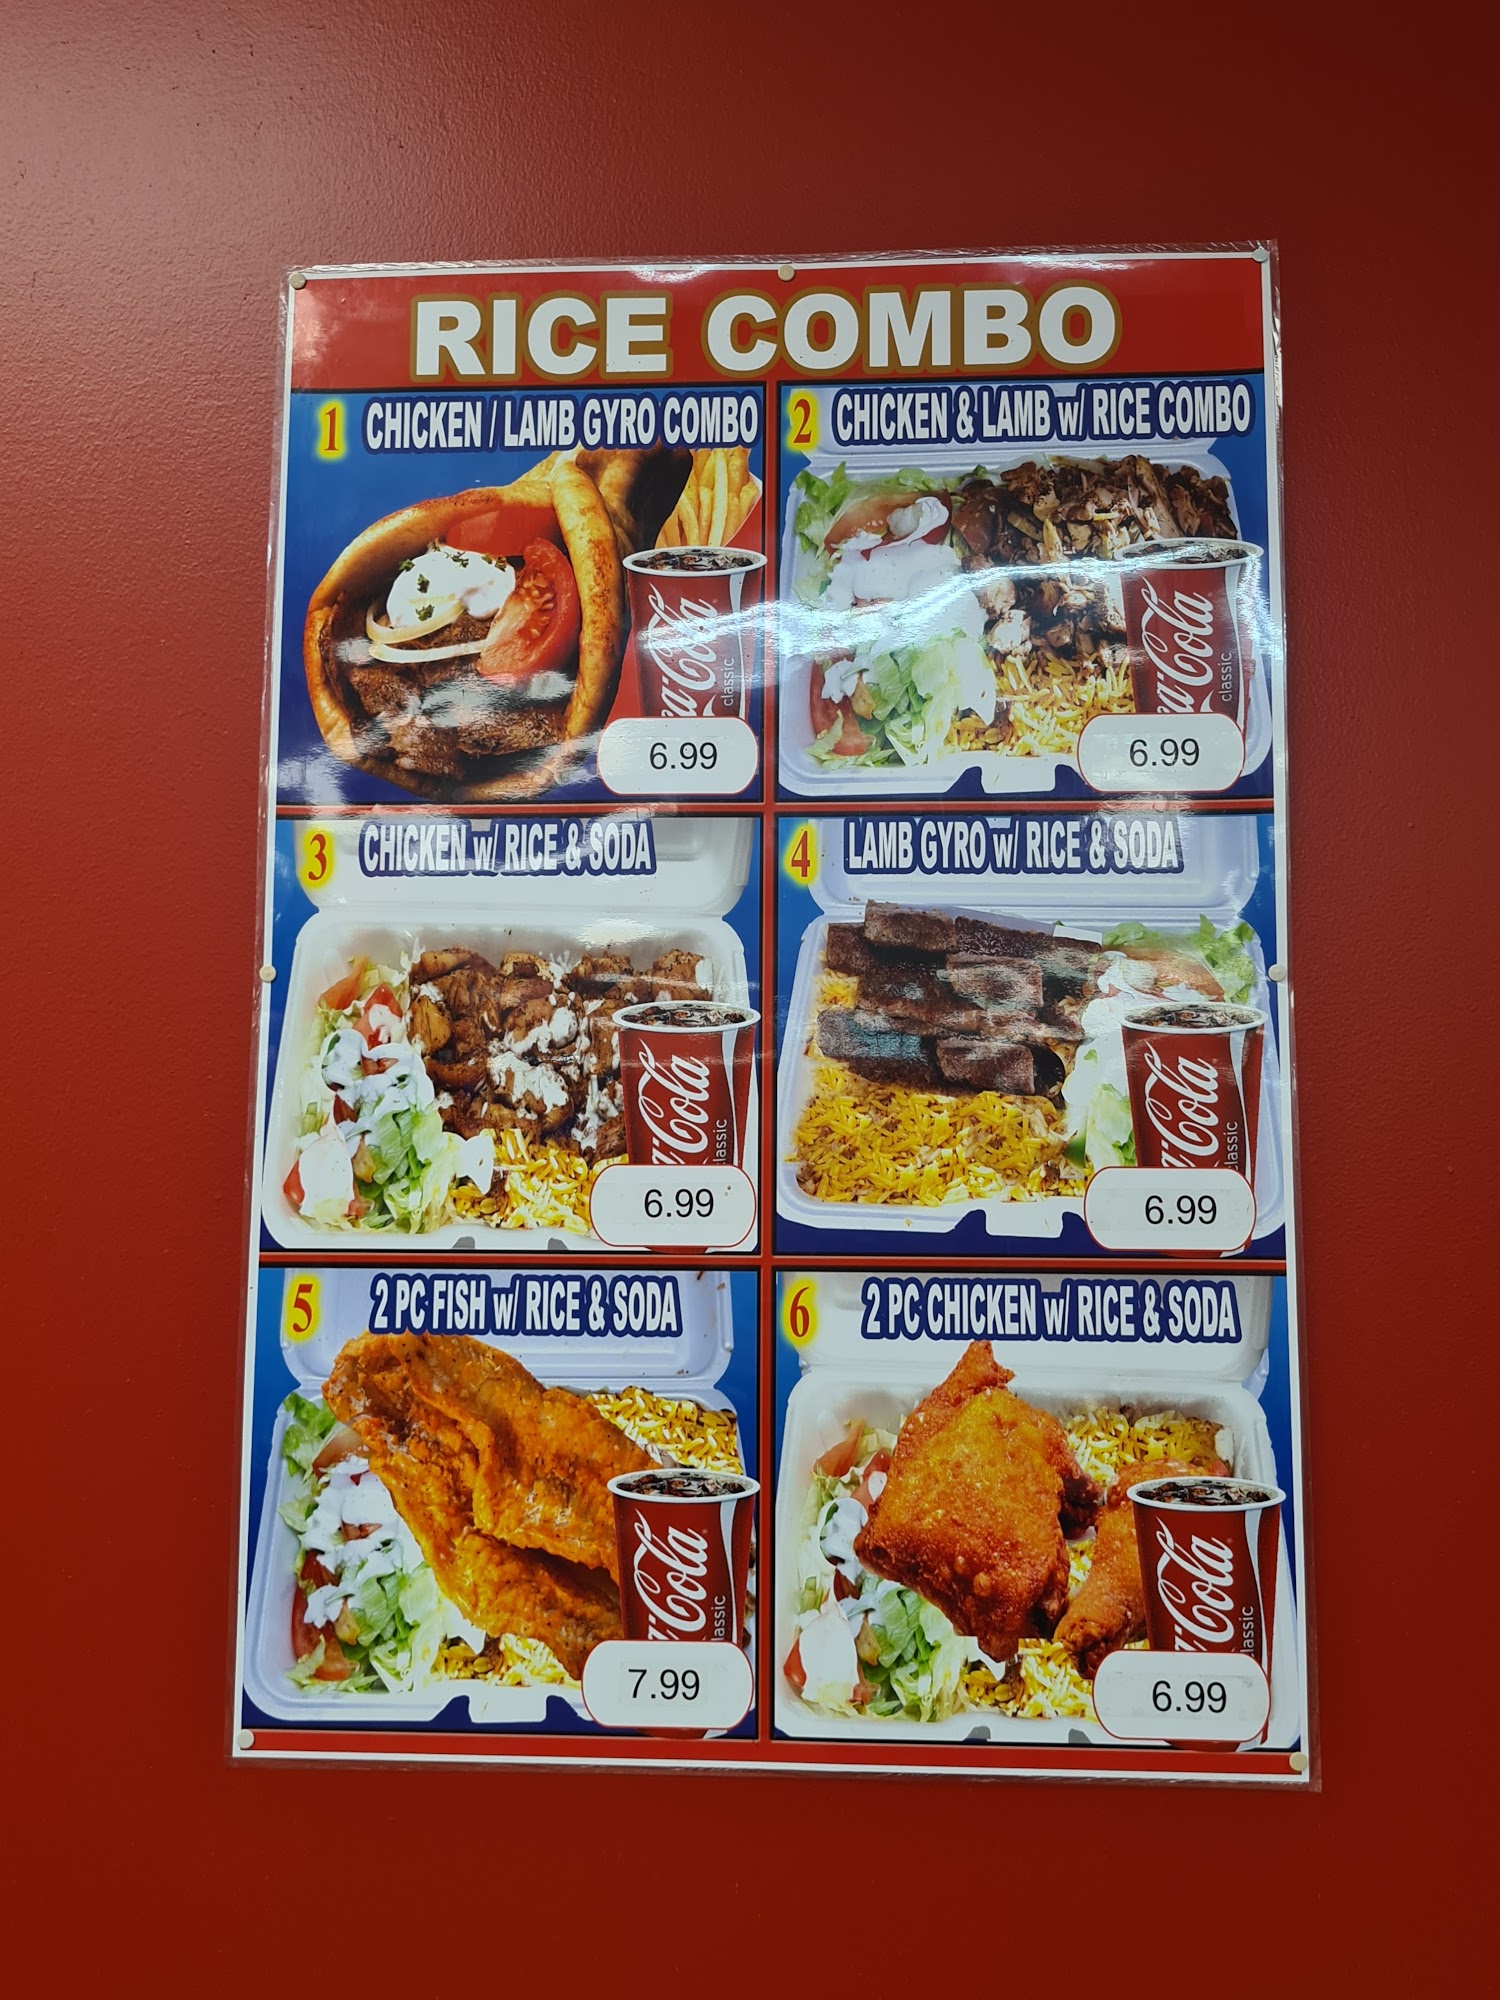 RICE COMBO
1 CHICKEN / LAMB GYRO COMBO
Coca-Cola
classic
6.99
2 CHICKEN & LAMB w/ RICE COMBO
Coca-Cola
classic
6.99
3 CHICKEN w/ RICE & SODA
Coca-Cola
classic
6.99
4 LAMB GYRO w/ RICE & SODA
Coca-Cola
classic
6.99
5 2 PC FISH w/ RICE & SODA
Coca-Cola
classic
7.99
6 2 PC CHICKEN w/ RICE & SODA
Coca-Cola
classic
6.99